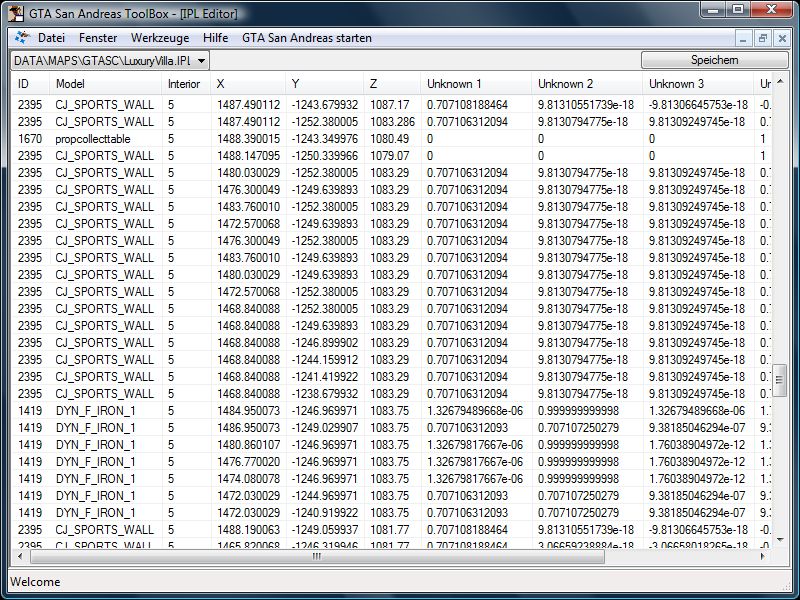 GTA San Andreas ToolBox - [IPL Editor]
Datei Fenster Werkzeuge Hilfe GTA San Andreas starten
DATA\MAPS\GTASC\LuxuryVilla.IPL Speichern
ID Model Interior X Y Z Unknown 1 Unknown 2 Unknown 3 Ur
2395 CJ_SPORTS_WALL 5 1487.490112 -1243.679932 1087.17 0.707108188464 9.81310551739e-18 -9.81306645753e-18 -0.
2395 CJ_SPORTS_WALL 5 1487.490015 -1252.380005 1083.286 0.707106312094 9.8130794775e-18 9.81309249745e-18 0.7
1670 propcollecttable 5 1488.390015 -1243.349976 1080.49 0 0 0 1
2395 CJ_SPORTS_WALL 5 1488.147095 -1250.339966 1079.07 0 0 0 1
2395 CJ_SPORTS_WALL 5 1480.030029 -1252.380005 1083.29 0.707106312094 9.8130794775e-18 9.81309249745e-18 0.7
2395 CJ_SPORTS_WALL 5 1476.300049 -1249.639893 1083.29 0.707106312094 9.8130794775e-18 9.81309249745e-18 0.7
2395 CJ_SPORTS_WALL 5 1483.760010 -1252.380005 1083.29 0.707106312094 9.8130794775e-18 9.81309249745e-18 0.7
2395 CJ_SPORTS_WALL 5 1472.570068 -1249.639893 1083.29 0.707106312094 9.8130794775e-18 9.81309249745e-18 0.7
2395 CJ_SPORTS_WALL 5 1476.300049 -1252.380005 1083.29 0.707106312094 9.8130794775e-18 9.81309249745e-18 0.7
2395 CJ_SPORTS_WALL 5 1483.760010 -1249.639893 1083.29 0.707106312094 9.8130794775e-18 9.81309249745e-18 0.7
2395 CJ_SPORTS_WALL 5 1480.030029 -1249.639893 1083.29 0.707106312094 9.8130794775e-18 9.81309249745e-18 0.7
2395 CJ_SPORTS_WALL 5 1472.570068 -1252.380005 1083.29 0.707106312094 9.8130794775e-18 9.81309249745e-18 0.7
2395 CJ_SPORTS_WALL 5 1468.840088 -1252.380005 1083.29 0.707106312094 9.8130794775e-18 9.81309249745e-18 0.7
2395 CJ_SPORTS_WALL 5 1468.840088 -1249.639893 1083.29 0.707106312094 9.8130794775e-18 9.81309249745e-18 0.7
2395 CJ_SPORTS_WALL 5 1468.840088 -1246.899902 1083.29 0.707106312094 9.8130794775e-18 9.81309249745e-18 0.7
2395 CJ_SPORTS_WALL 5 1468.840088 -1244.159912 1083.29 0.707106312094 9.8130794775e-18 9.81309249745e-18 0.7
2395 CJ_SPORTS_WALL 5 1468.840088 -1241.419922 1083.29 0.707106312094 9.8130794775e-18 9.81309249745e-18 0.7
2395 CJ_SPORTS_WALL 5 1468.840088 -1238.679932 1083.29 0.707106312094 9.8130794775e-18 9.81309249745e-18 0.7
1419 DYN_F_IRON_1 5 1484.950073 -1246.969971 1083.75 1.32679489668e-06 0.999999999998 1.32679489668e-06 1.
1419 DYN_F_IRON_1 5 1486.950073 -1249.029907 1083.75 0.707106312093 0.707107250279 9.38185046294e-07 9.
1419 DYN_F_IRON_1 5 1480.860107 -1246.969971 1083.75 1.32679817667e-06 0.999999999998 1.76038904972e-12 1.
1419 DYN_F_IRON_1 5 1476.770020 -1246.969971 1083.75 1.32679817667e-06 0.999999999998 1.76038904972e-12 1.
1419 DYN_F_IRON_1 5 1474.080078 -1246.969971 1083.75 1.32679817667e-06 0.999999999998 1.76038904972e-12 1.
1419 DYN_F_IRON_1 5 1472.030029 -1244.969971 1083.75 0.707106312093 0.707107250279 9.38185046294e-07 9.
1419 DYN_F_IRON_1 5 1472.030029 -1240.919922 1083.75 0.707106312093 0.707107250279 9.38185046294e-07 9.
2395 CJ_SPORTS_WALL 5 1488.190063 -1249.059937 1081.77 0.707108188464 9.81310551739e-18 -9.81306645753e-18 -0.
2395 CJ_SPORTS_WALL 5 1465.820068 -1246.319946 1081.77 0.707108188464 3.06659238884e-18 -3.06658018265e-18 -0.
Welcome